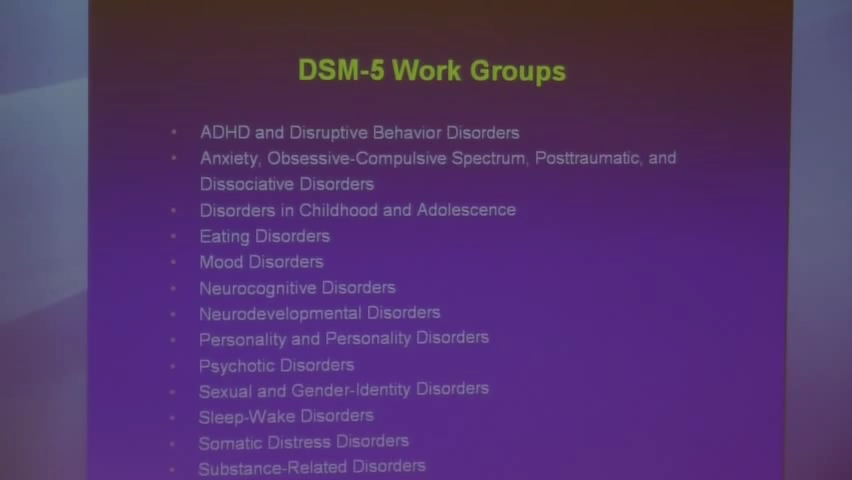 DSM-5 Work Groups
• ADHD and Disruptive Behavior Disorders
• Anxiety, Obsessive-Compulsive Spectrum, Posttraumatic, and
Dissociative Disorders
• Disorders in Childhood and Adolescence
• Eating Disorders
• Mood Disorders
• Neurocognitive Disorders
• Neurodevelopmental Disorders
• Personality and Personality Disorders
• Psychotic Disorders
• Sexual and Gender-Identity Disorders
• Sleep-Wake Disorders
• Somatic Distress Disorders
• Substance-Related Disorders